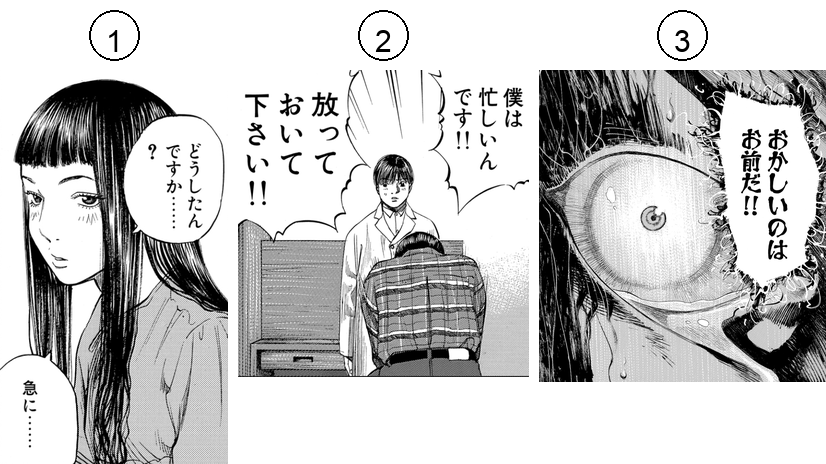 1
どうしたん
ですか……
?
急に……
2
僕は
忙しいん
です!!
放って
おいて
下さい!!
3
おかしいのは
お前だ!!